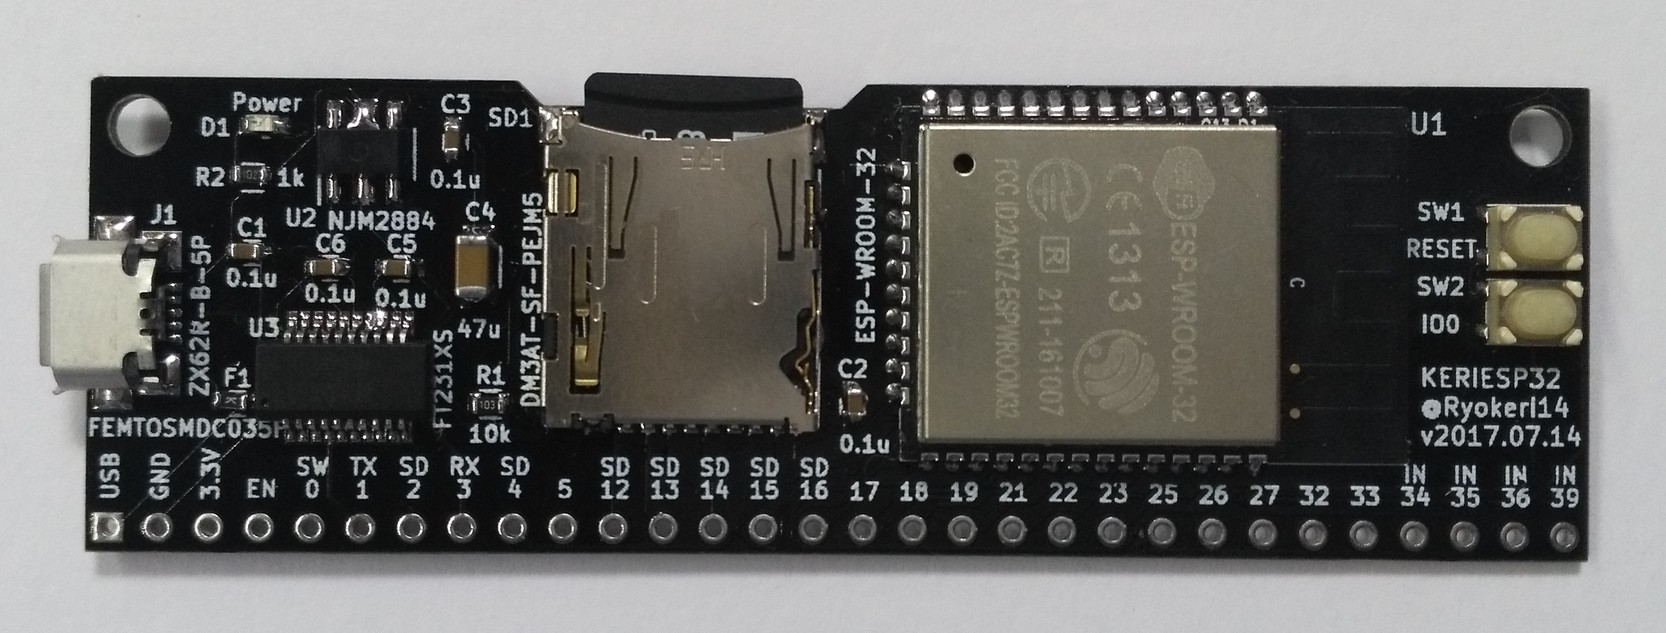 Power
D1
R2
1k
U2 NJM2884
C3
0.1u
SD1
J1
C1
0.1u
C6
0.1u
C5
0.1u
C4
47u
ZX62R-B-5P
U3
FT231XS
F1
FEMTOSMDC035F
R1
103
10k
DM3AT-SF-PEJM5
C2
0.1u
ESP-WROOM-32
U1
ESP-WROOM-32
CE1313
R 211-161007
FCC ID:2AC7Z-ESPWROOM32
SW1
RESET
SW2
IO0
KERIESP32
@Ryokeri14
v2017.07.14
USB
GND
3.3V
EN
SW
0
TX
1
SD
2
RX
3
SD
4
5
SD
12
SD
13
SD
14
SD
15
SD
16
17
18
19
21
22
23
25
26
27
32
33
IN
34
IN
35
IN
36
IN
39